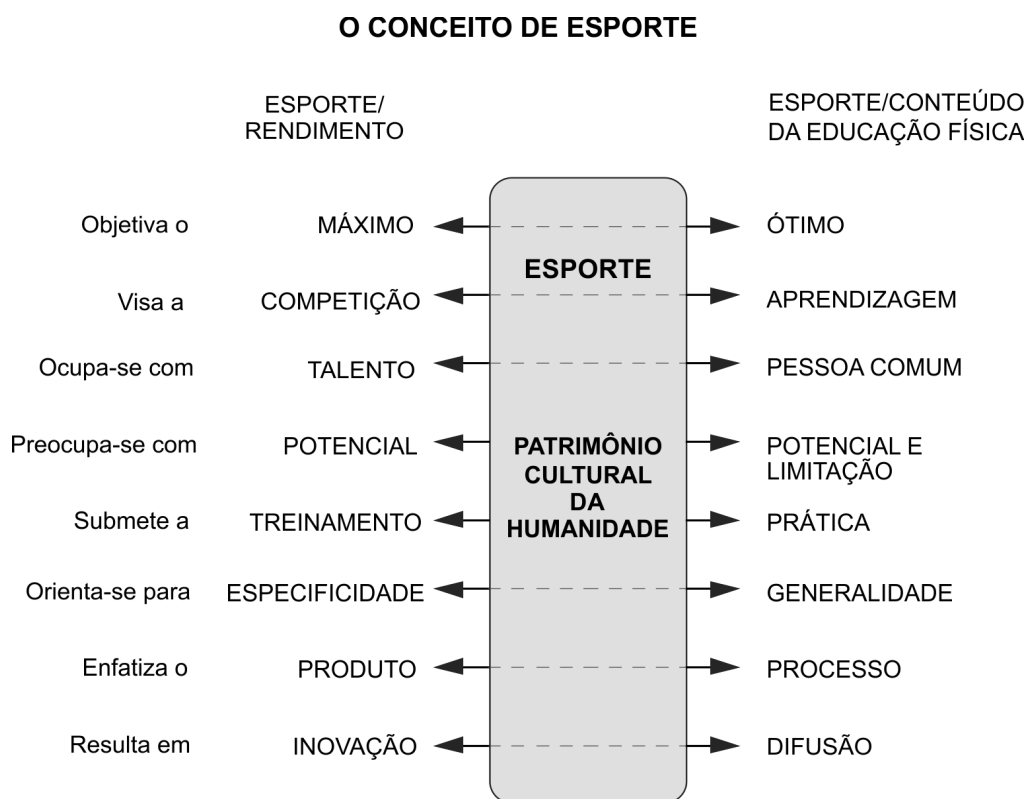 O CONCEITO DE ESPORTE
ESPORTE/
RENDIMENTO
ESPORTE/CONTEÚDO
DA EDUCAÇÃO FÍSICA
Objetiva o MÁXIMO ÓTIMO
ESPORTE
Visa a COMPETIÇÃO APRENDIZAGEM
Ocupa-se com TALENTO PESSOA COMUM
Preocupa-se com POTENCIAL POTENCIAL E
LIMITAÇÃO
PATRIMÔNIO
CULTURAL
DA
HUMANIDADE
Submete a TREINAMENTO PRÁTICA
Orienta-se para ESPECIFICIDADE GENERALIDADE
Enfatiza o PRODUTO PROCESSO
Resulta em INOVAÇÃO DIFUSÃO